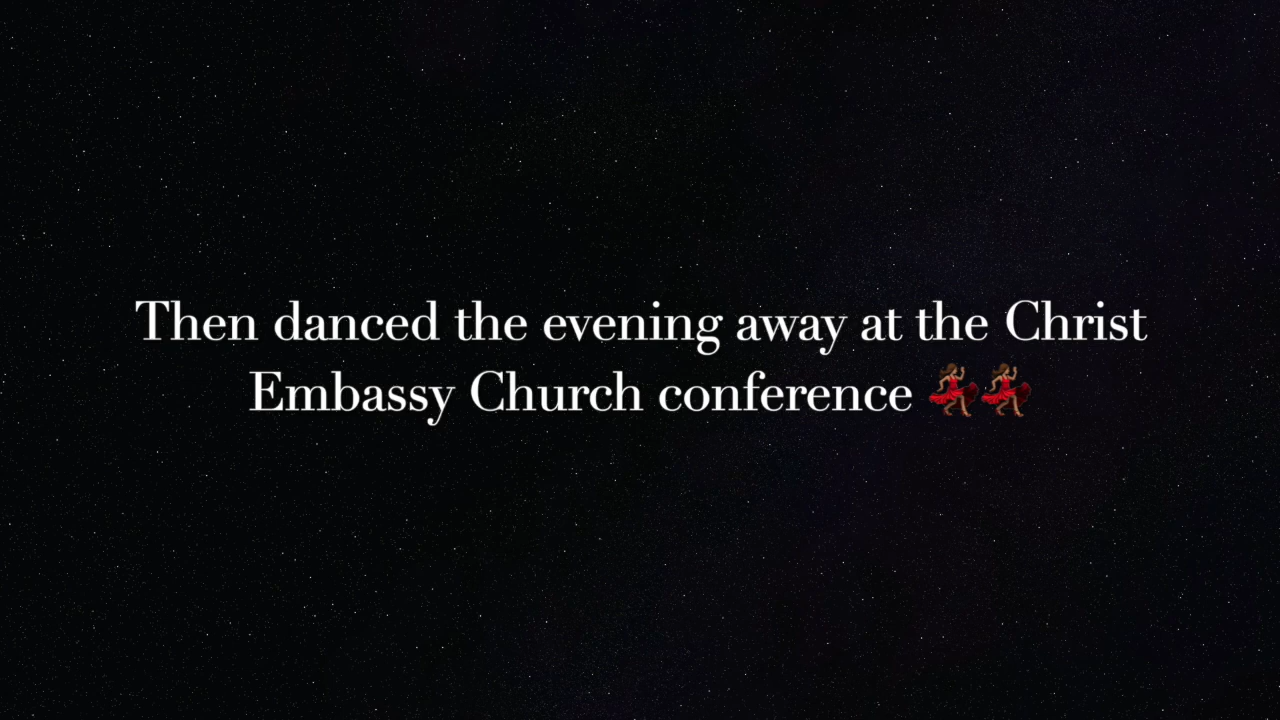 Then danced the evening away at the Christ
Embassy Church conference 💃🏽💃🏽